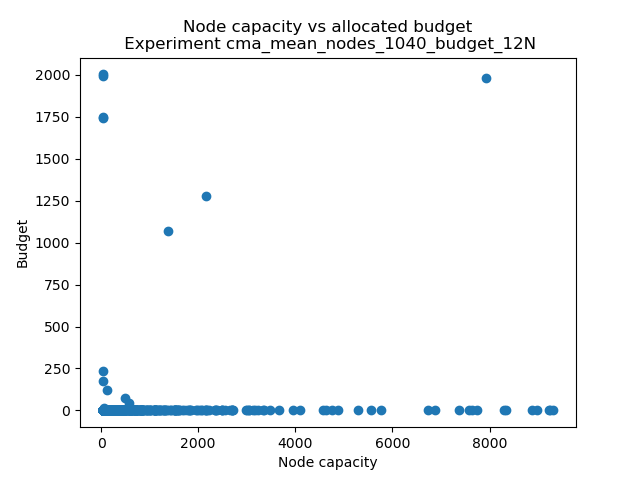 Node capacity vs allocated budget
Experiment cma_mean_nodes_1040_budget_12N
2000
1750
1500
1250
1000
750
500
250
0
Budget
0 2000 4000 6000 8000
Node capacity